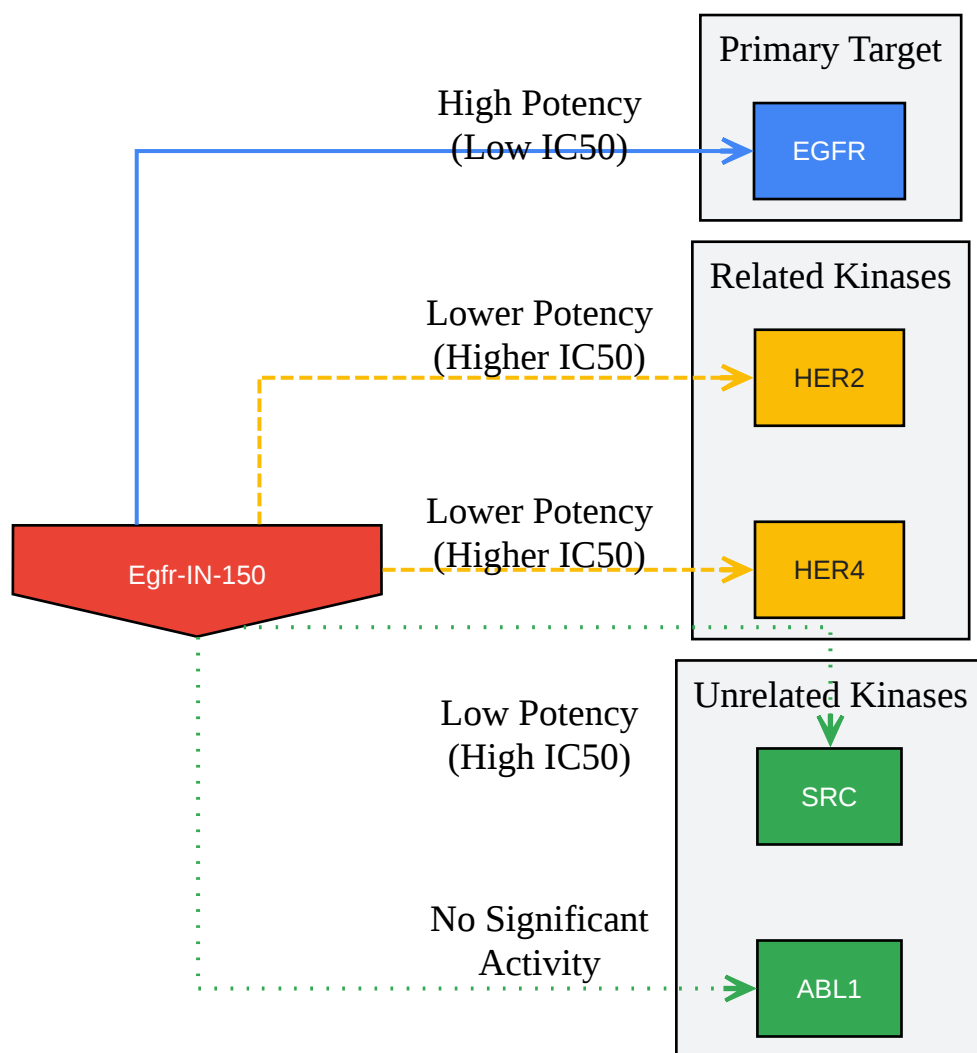 Primary Target
High Potency
(Low IC50)
EGFR
Related Kinases
Lower Potency
(Higher IC50)
HER2
Lower Potency
(Higher IC50)
HER4
Egfr-IN-150
Unrelated Kinases
Low Potency
(High IC50)
SRC
No Significant
Activity
ABL1